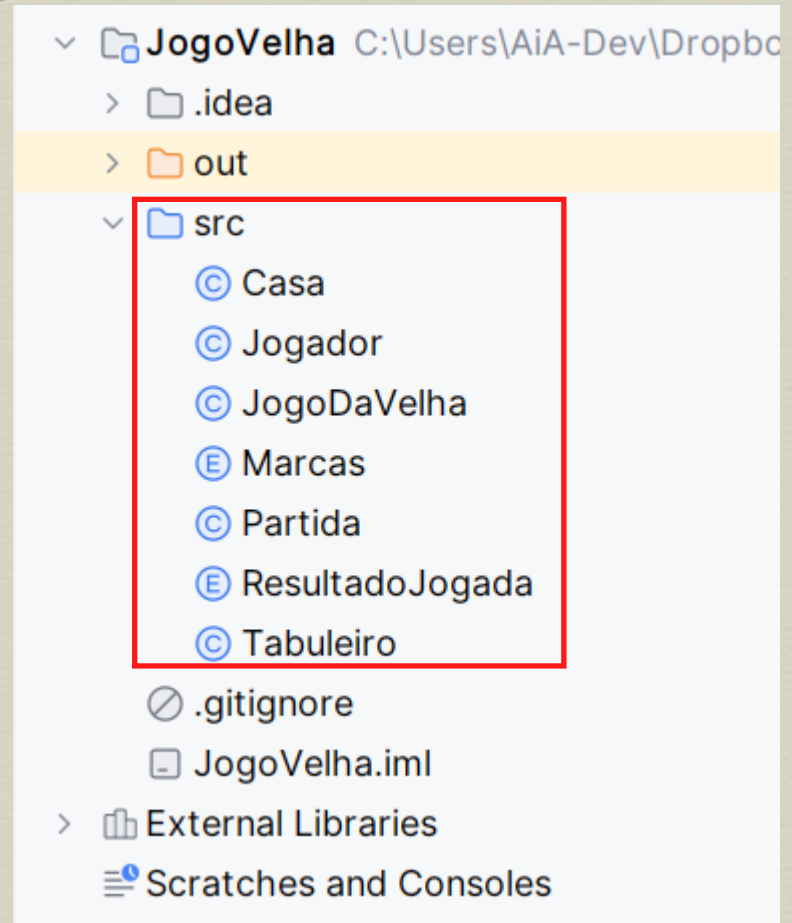 JogoVelha C:\Users\AiA-Dev\Dropbo
.idea
out
src
C Casa
C Jogador
C JogoDaVelha
E Marcas
C Partida
E ResultadoJogada
C Tabuleiro
.gitignore
JogoVelha.iml
External Libraries
Scratches and Consoles